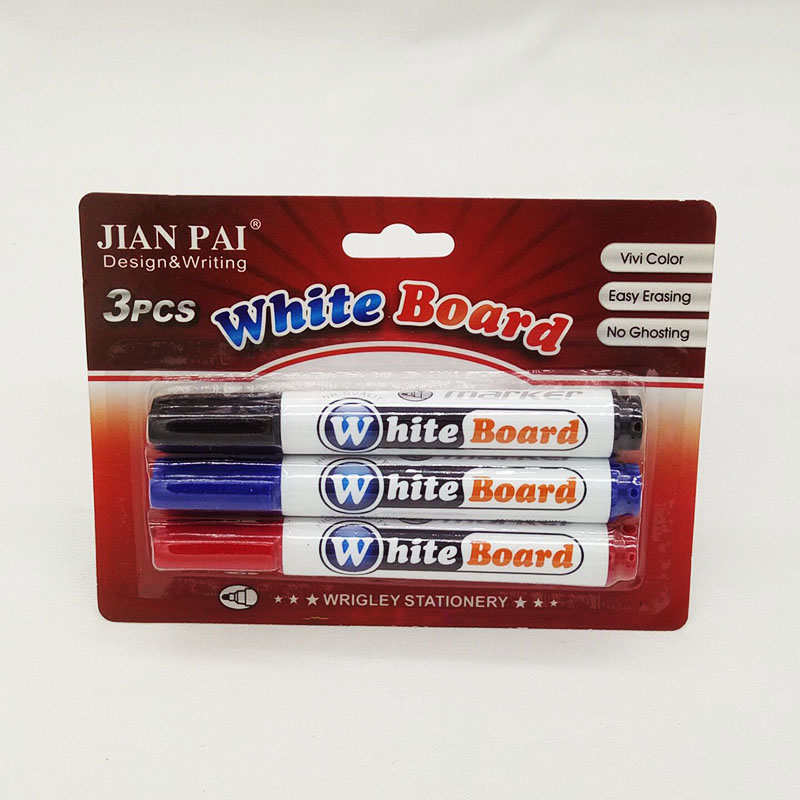 JIAN PAI®
Design&Writing
3PCS
White Board
Vivi Color
Easy Erasing
No Ghosting
marker
White Board
White Board
White Board
★★★ WRIGLEY STATIONERY ★★★